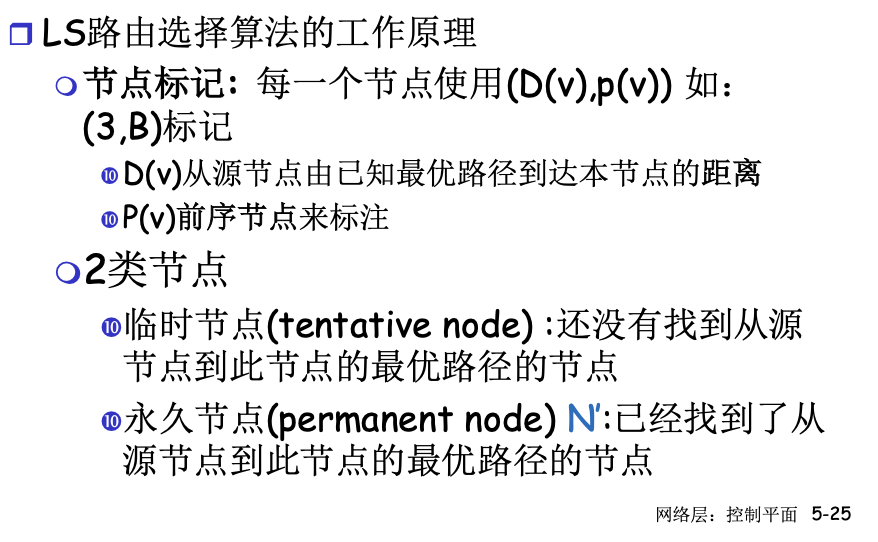 LS路由选择算法的工作原理
节点标记：每一个节点使用(D(v),p(v)) 如：
(3,B)标记
D(v)从源节点由已知最优路径到达本节点的距离
P(v)前序节点来标注
2类节点
临时节点(tentative node) :还没有找到从源
节点到此节点的最优路径的节点
永久节点(permanent node) N’:已经找到了从
源节点到此节点的最优路径的节点
网络层：控制平面 5-25